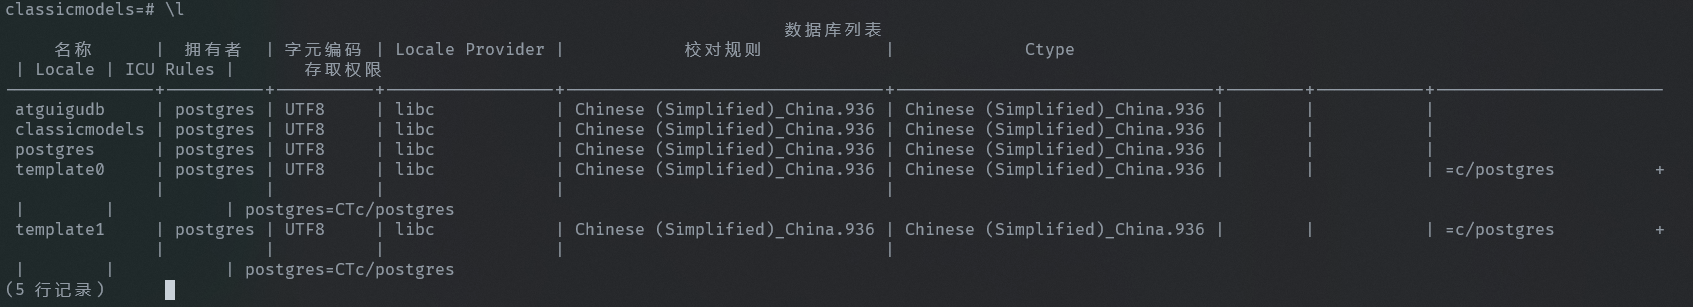 classicmodels=# \l
数据库列表
名称 | 拥有者 | 字元编码 | Locale Provider | 校对规则 | Ctype
| Locale | ICU Rules | 存取权限
---------------+----------+----------+-----------------+--------------------------------+--------------------------------+--------+-----------+-----------------------
atguigudb | postgres | UTF8 | libc | Chinese (Simplified)_China.936 | Chinese (Simplified)_China.936 | | |
classicmodels | postgres | UTF8 | libc | Chinese (Simplified)_China.936 | Chinese (Simplified)_China.936 | | |
postgres | postgres | UTF8 | libc | Chinese (Simplified)_China.936 | Chinese (Simplified)_China.936 | | |
template0 | postgres | UTF8 | libc | Chinese (Simplified)_China.936 | Chinese (Simplified)_China.936 | | | =c/postgres +
| | | | |
| | | postgres=CTc/postgres
template1 | postgres | UTF8 | libc | Chinese (Simplified)_China.936 | Chinese (Simplified)_China.936 | | | =c/postgres +
| | | | |
| | | postgres=CTc/postgres
(5 行记录)